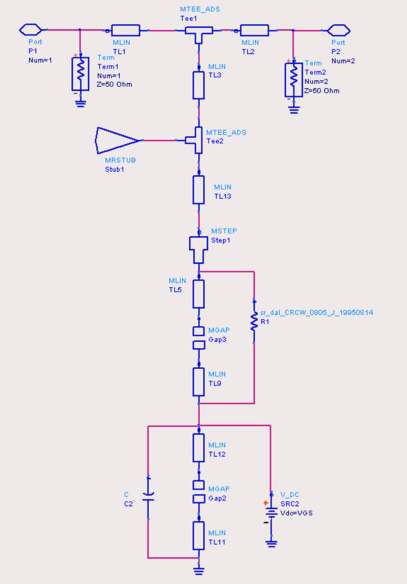 MTEE_ADS
Tee1
Port
P1
Num=1
MLIN
TL1
MLIN
TL2
Port
P2
Num=2
Term
Term1
Num=1
Z=50 Ohm
MLIN
TL3
Term
Term2
Num=2
Z=50 Ohm
MTEE_ADS
Tee2
MRSTUB
Stub1
MLIN
TL13
MSTEP
Step1
MLIN
TL5
sr_dal_CRCW_0805_J_19950814
R1
MGAP
Gap3
MLIN
TL9
MLIN
TL12
C
C2
MGAP
Gap2
V_DC
SRC2
Vdc=VGS
MLIN
TL11